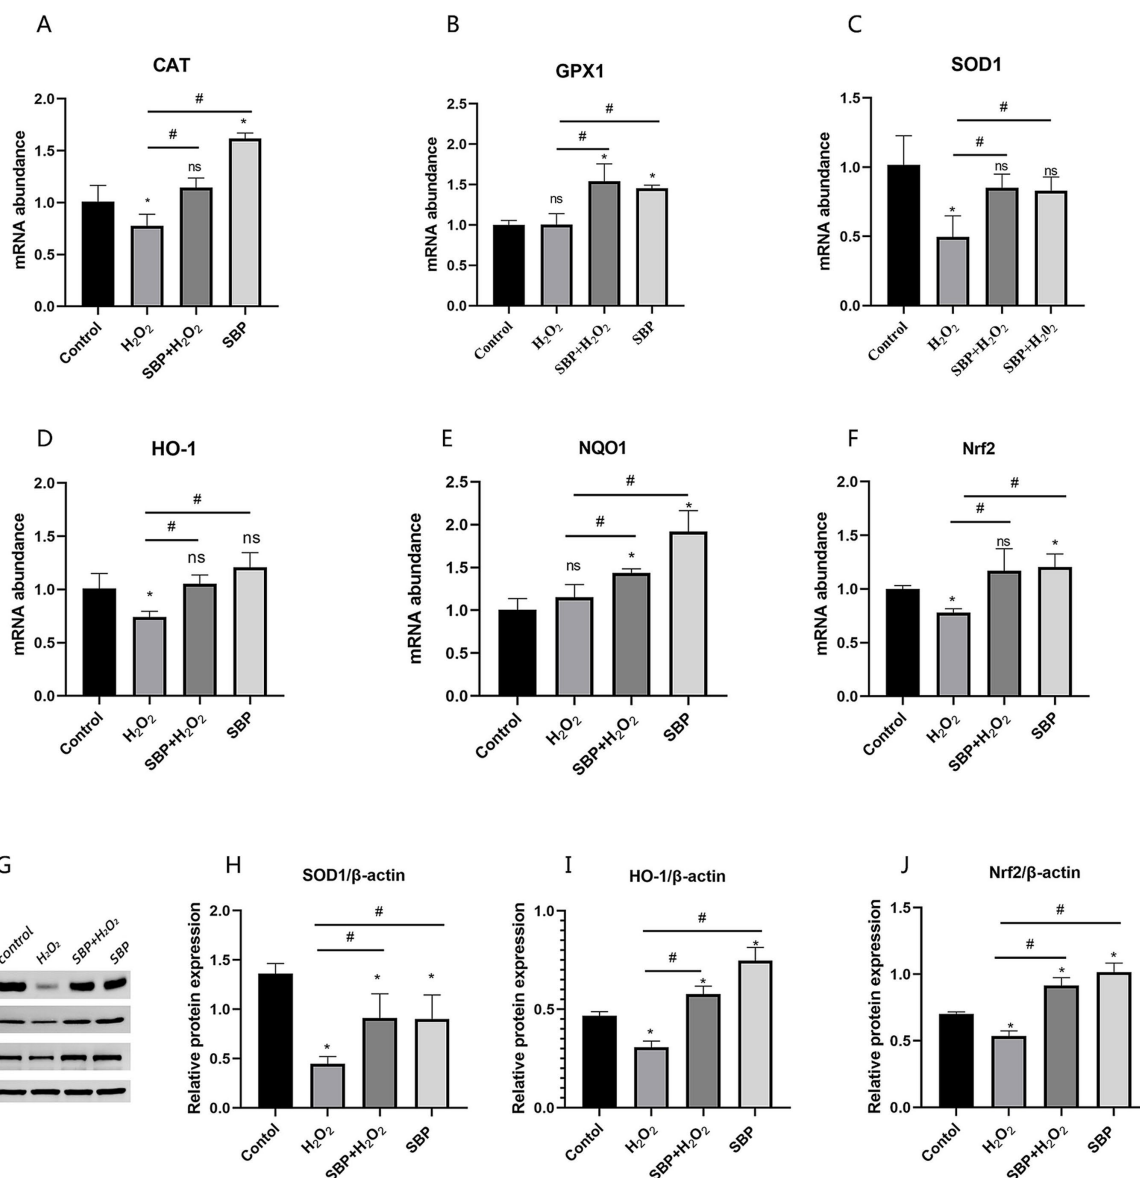 A
CAT
mRNA abundance
2.0
1.5
1.0
0.5
0.0
#
#
*
ns
*
Control
H₂O₂
SBP+H₂O₂
SBP
B
GPX1
mRNA abundance
2.5
2.0
1.5
1.0
0.5
0.0
#
#
ns
*
*
Control
H₂O₂
SBP+H₂O₂
SBP
C
SOD1
mRNA abundance
1.5
1.0
0.5
0.0
#
#
*
ns
ns
Control
H₂O₂
SBP+H₂O₂
SBP+H₂0₂
D
HO-1
mRNA abundance
2.0
1.5
1.0
0.5
0.0
#
#
*
ns
ns
Control
H₂O₂
SBP+H₂O₂
SBP
E
NQO1
mRNA abundance
2.5
2.0
1.5
1.0
0.5
0.0
#
#
ns
*
*
Control
H₂O₂
SBP+H₂O₂
SBP
F
Nrf2
mRNA abundance
2.0
1.5
1.0
0.5
0.0
#
#
*
ns
*
Control
H₂O₂
SBP+H₂O₂
SBP
G
control
H₂O₂
SBP+H₂O₂
SBP
H
SOD1/β-actin
Relative protein expression
2.0
1.5
1.0
0.5
0.0
#
#
*
*
*
Contol
H₂O₂
SBP+H₂O₂
SBP
I
HO-1/β-actin
Relative protein expression
1.0
0.5
0.0
#
#
*
*
*
Contol
H₂O₂
SBP+H₂O₂
SBP
J
Nrf2/β-actin
Relative protein expression
1.5
1.0
0.5
0.0
#
#
*
*
*
Contol
H₂O₂
SBP+H₂O₂
SBP